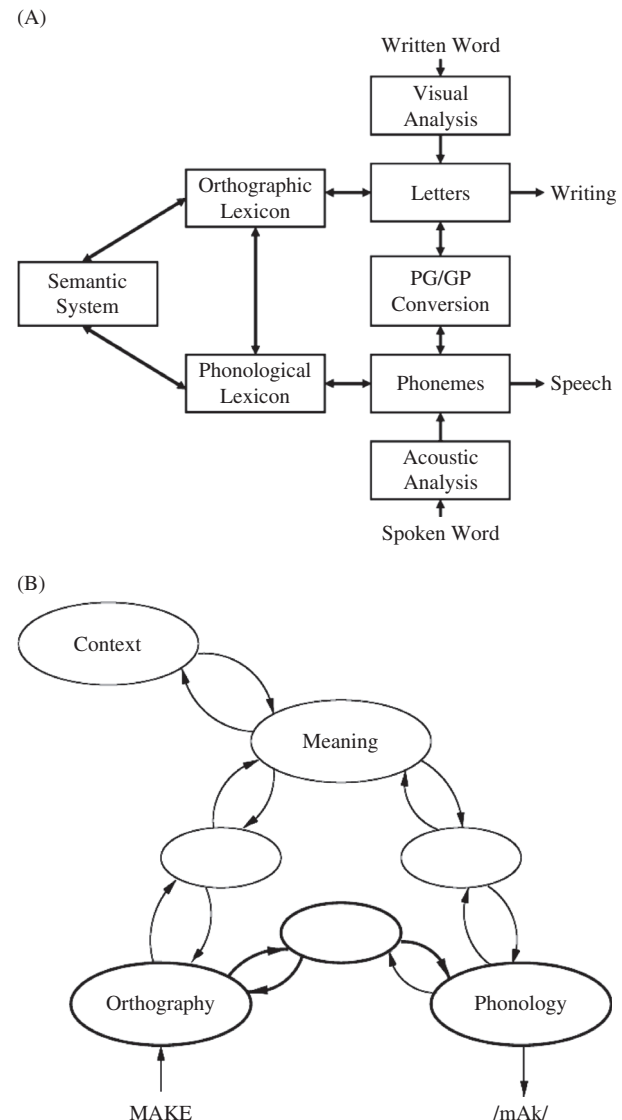 (A)
Written Word
Visual
Analysis
Orthographic
Lexicon
Letters
Writing
Semantic
System
PG/GP
Conversion
Phonological
Lexicon
Phonemes
Speech
Acoustic
Analysis
Spoken Word
(B)
Context
Meaning
Orthography
Phonology
MAKE
/mAk/